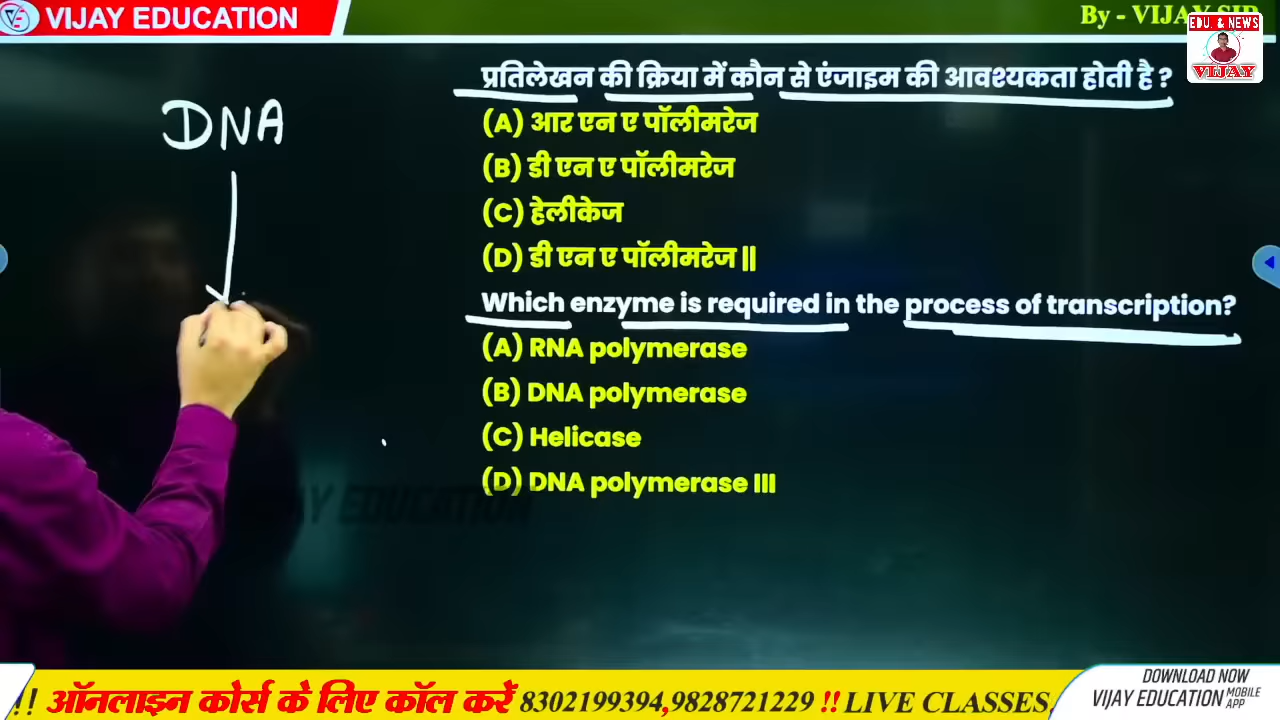 VIJAY EDUCATION
By - VIJAY SIR
EDU. & NEWS
VIJAY
DNA
प्रतिलेखन की क्रिया में कौन से एंजाइम की आवश्यकता होती है ?
(A) आर एन ए पॉलीमरेज
(B) डी एन ए पॉलीमरेज
(C) हेलीकेज
(D) डी एन ए पॉलीमरेज ||
Which enzyme is required in the process of transcription?
(A) RNA polymerase
(B) DNA polymerase
(C) Helicase
(D) DNA polymerase III
VIJAY EDUCATION
!! ऑनलाइन कोर्स के लिए कॉल करें 8302199394,9828721229 !! LIVE CLASSES,
DOWNLOAD NOW
VIJAY EDUCATION MOBILE APP